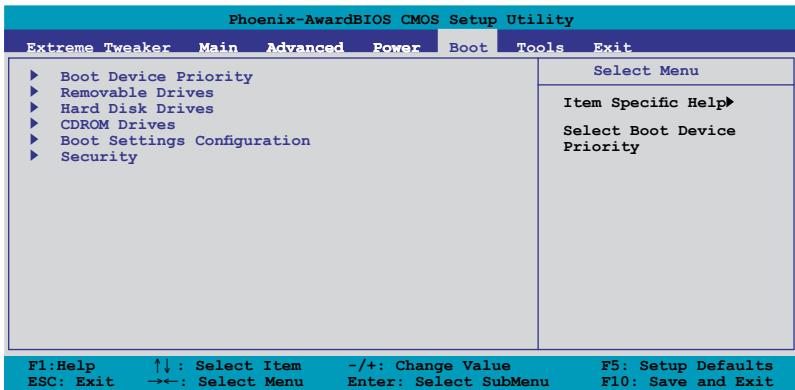 Phoenix-AwardBIOS CMOS Setup Utility
Extreme Tweaker Main Advanced Power Boot Tools Exit
Boot Device Priority
Removable Drives
Hard Disk Drives
CDROM Drives
Boot Settings Configuration
Security
Select Menu
Item Specific Help
Select Boot Device
Priority
F1:Help ↑↓: Select Item -/+: Change Value F5: Setup Defaults
ESC: Exit →←: Select Menu Enter: Select SubMenu F10: Save and Exit